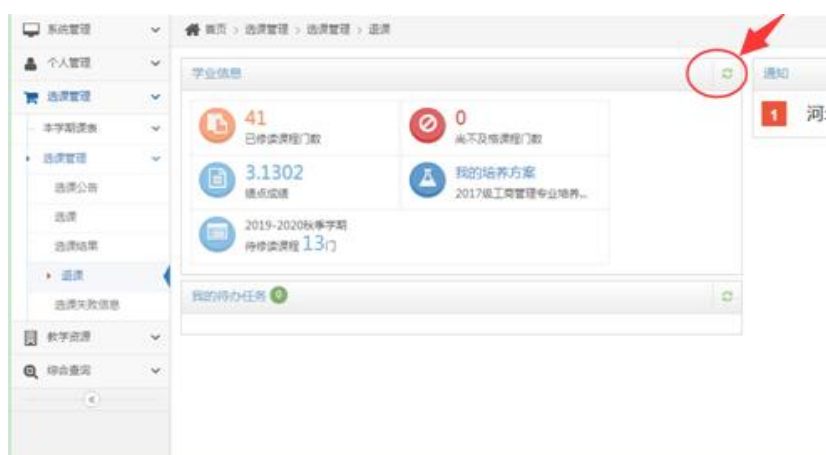 系统管理
首页 > 选课管理 > 选课管理 > 退课
个人管理
选课管理
本学期课表
选课管理
选课公告
选课
选课结果
退课
选课失败信息
教学资源
综合查询
学业信息
41
已修读课程门数
0
尚不及格课程门数
3.1302
绩点成绩
我的培养方案
2017级工商管理专业培养...
2019-2020秋季学期
待修读课程13门
我的待办任务 0
通知
1 河